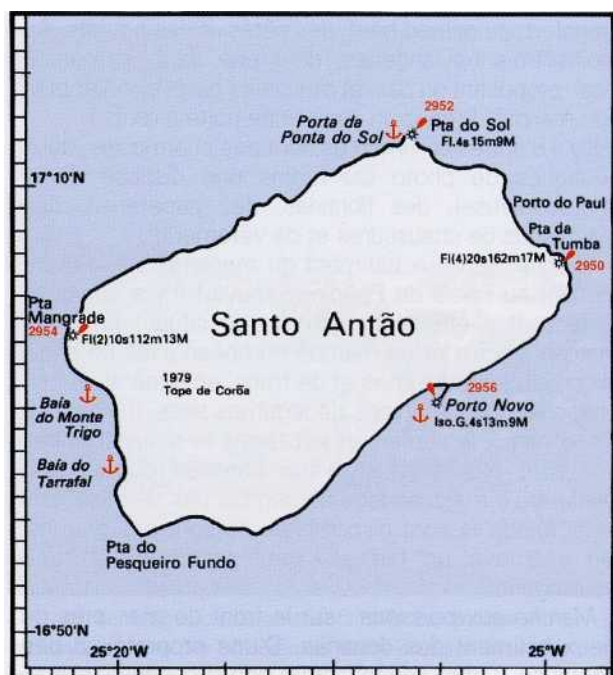 2952
Porta da
Ponta do Sol
Pta do Sol
Fl.4s15m9M
17°10'N
Porto do Paul
Pta da
Tumba
Fl(4)20s162m17M
2950
Pta
Mangrade
2954
Fl(2)10s112m13M
Santo Antão
1979
Tope de Corôa
2956
Porto Novo
Iso.G.4s13m9M
Baía
do Monte
Trigo
Baía do
Tarrafal
Pta do
Pesqueiro Fundo
16°50'N
25°20'W
25°W